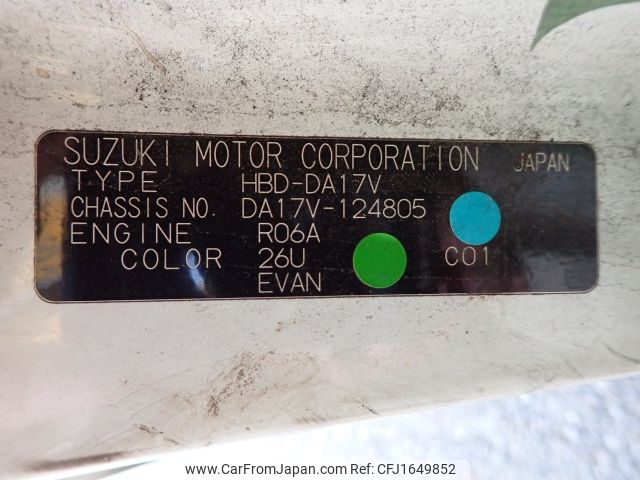 SUZUKI MOTOR CORPORATION JAPAN
TYPE HBD-DA17V
CHASSIS NO. DA17V-124805
ENGINE R06A
COLOR 26U C01
EVAN
© www.CarFromJapan.com CFJ1649852